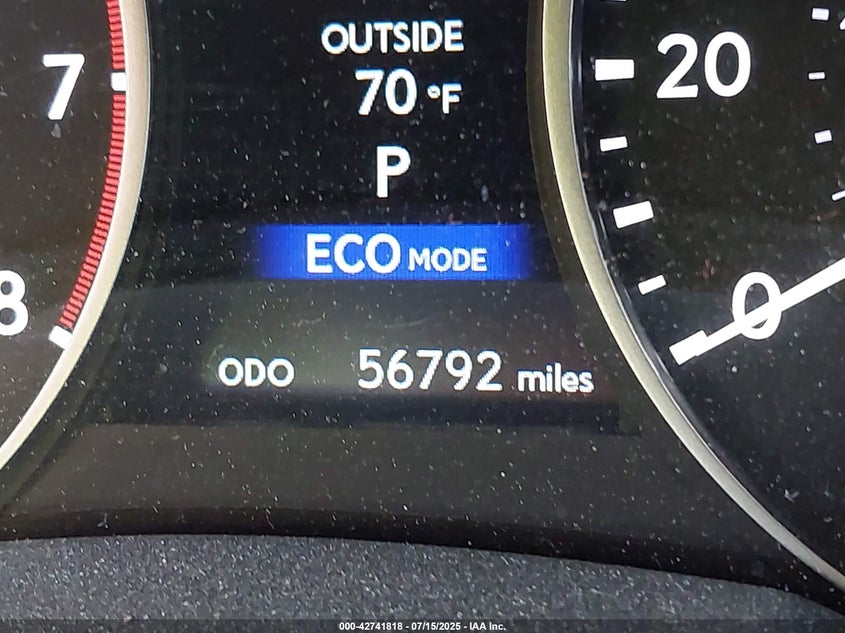 OUTSIDE
70 °F
P
ECO MODE
ODO 56792 miles
7
8
20
0
000-42741818 - 07/15/2025 - IAA Inc.